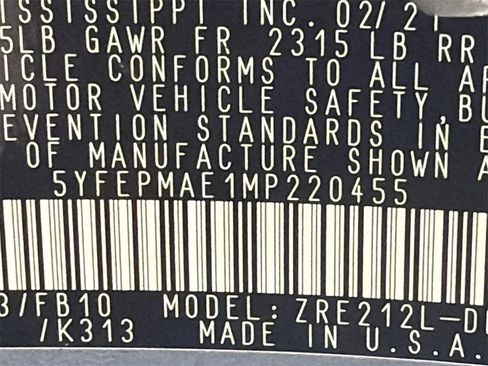 ISSISSIPPI INC. 02/21
5LB GAWR FR 2315 LB RR
ICLE CONFORMS TO ALL AP
MOTOR VEHICLE SAFETY, BU
EVENTION STANDARDS IN E
OF MANUFACTURE SHOWN A
5YFEPMAE1MP220455
3/FB10 MODEL: ZRE212L-D
/K313 MADE IN U.S.A.